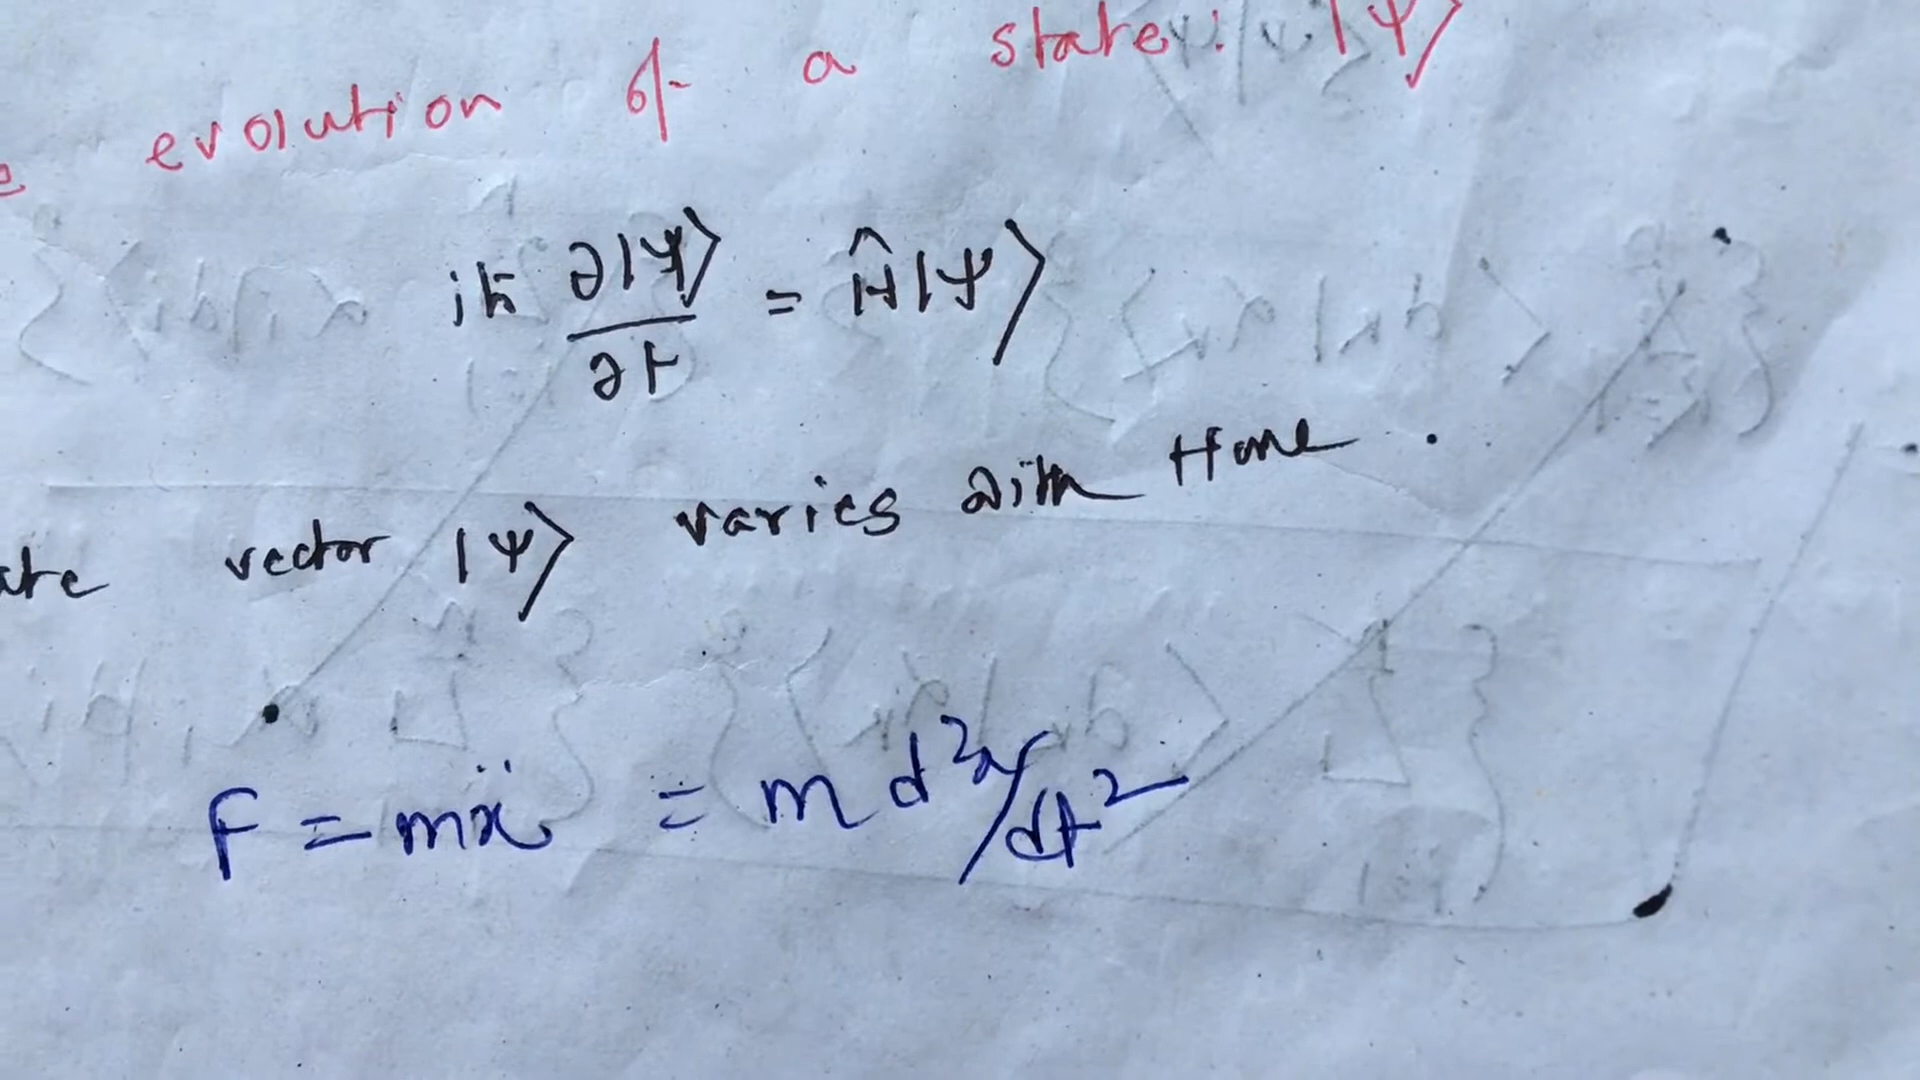 evolution of a state: |ψ⟩
iħ ∂|ψ⟩/∂t = Ĥ|ψ⟩
vector |ψ⟩ varies with time.
F = mẍ = m d²x/dt²